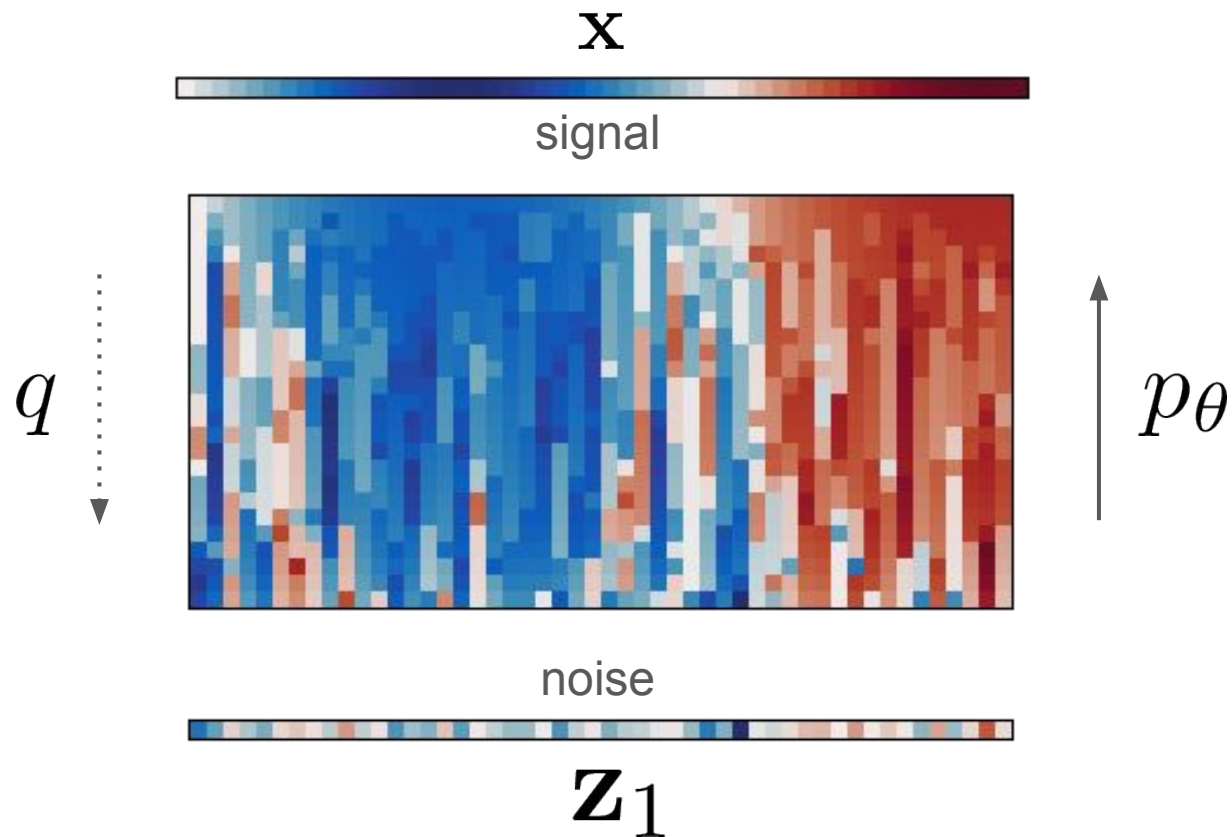 x
signal
q
p_θ
noise
z_1